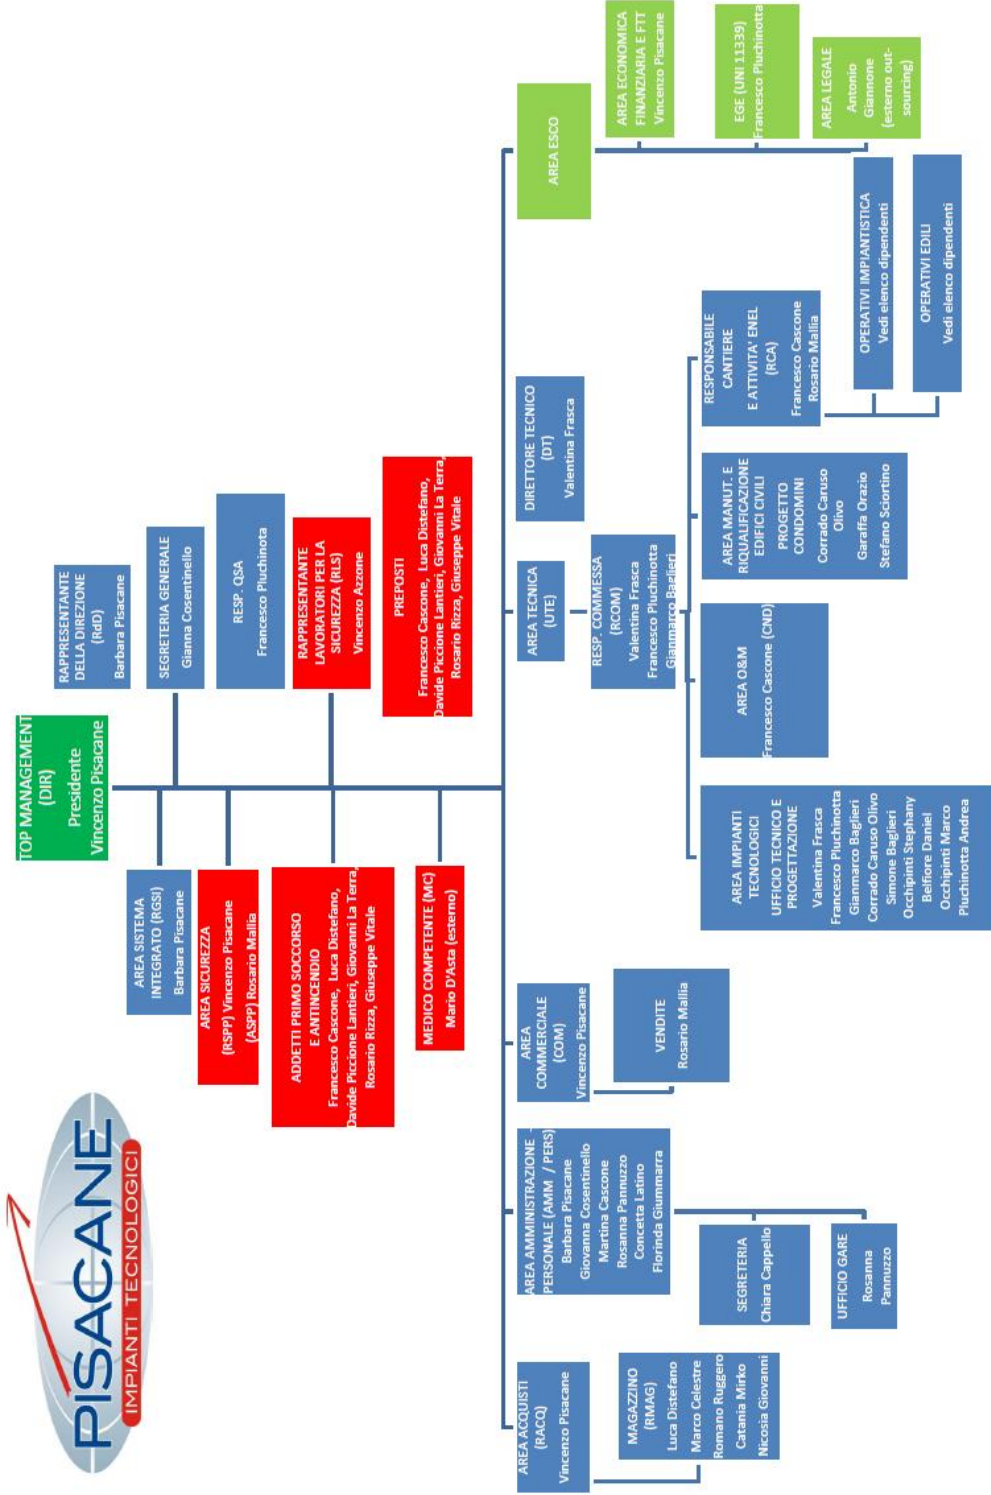 PISACANE
IMPIANTI TECNOLOGICI
TOP MANAGEMENT
(DIR)
Presidente
Vincenzo Pisacane
RAPPRESENTANTE
DELLA DIREZIONE
(RdD)
Barbara Pisacane
AREA SISTEMA
INTEGRATO (RGSI)
Barbara Pisacane
SEGRETERIA GENERALE
Gianna Cosentinello
AREA SICUREZZA
(RSPP) Vincenzo Pisacane
(ASPP) Rosario Mallia
RESP. QSA
Francesco Pluchinota
ADDETTI PRIMO SOCCORSO
E ANTINCENDIO
Francesco Cascone, Luca Distefano,
Davide Piccione Lantieri, Giovanni La Terra,
Rosario Rizza, Giuseppe Vitale
RAPPRESENTANTE
LAVORATORI PER LA
SICUREZZA (RLS)
Vincenzo Azzone
MEDICO COMPETENTE (MC)
Mario D'Asta (esterno)
PREPOSTI
Francesco Cascone, Luca Distefano,
Davide Piccione Lantieri, Giovanni La Terra,
Rosario Rizza, Giuseppe Vitale
AREA ACQUISTI
(RACQ)
Vincenzo Pisacane
MAGAZZINO
(RMAG)
Luca Distefano
Marco Celestre
Romano Ruggero
Catania Mirko
Nicosia Giovanni
AREA AMMINISTRAZIONE -
PERSONALE (AMM / PERS)
Barbara Pisacane
Giovanna Cosentinello
Martina Cascone
Rosanna Pannuzzo
Concetta Latino
Florinda Giummarra
SEGRETERIA
Chiara Cappello
UFFICIO GARE
Rosanna
Pannuzzo
AREA
COMMERCIALE
(COM)
Vincenzo Pisacane
VENDITE
Rosario Mallia
AREA TECNICA
(UTE)
DIRETTORE TECNICO
(DT)
Valentina Frasca
RESP. COMMESSA
(RCOM)
Valentina Frasca
Francesco Pluchinotta
Gianmarco Baglieri
AREA IMPIANTI
TECNOLOGICI
UFFICIO TECNICO E
PROGETTAZIONE
Valentina Frasca
Francesco Pluchinotta
Gianmarco Baglieri
Corrado Caruso Olivo
Simone Baglieri
Occhipinti Stephany
Belfiore Daniel
Occhipinti Marco
Pluchinotta Andrea
AREA O&M
Francesco Cascone (CND)
AREA MANUT. E
RIQUALIFICAZIONE
EDIFICI CIVILI
PROGETTO
CONDOMINI
Corrado Caruso
Olivo
Garaffa Orazio
Stefano Sciortino
RESPONSABILE
CANTIERE
E ATTIVITA' ENEL
(RCA)
Francesco Cascone
Rosario Mallia
OPERATIVI IMPIANTISTICA
Vedi elenco dipendenti
OPERATIVI EDILI
Vedi elenco dipendenti
AREA ESCO
AREA ECONOMICA
FINANZIARIA E FTT
Vincenzo Pisacane
EGE (UNI 11339)
Francesco Pluchinotta
AREA LEGALE
Antonio
Giannone
(esterno out-
sourcing)